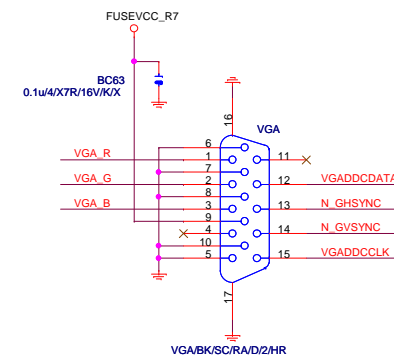 FUSEVCC_R7
BC63
0.1u/4/X7R/16V/K/X
16
VGA
6
VGA_R 1 11
7
VGA_G 2 12 VGADDCDATA
8
VGA_B 3 13 N_GHSYNC
9
4 14 N_GVSYNC
10
5 15 VGADDCCLK
17
VGA/BK/SC/RA/D/2/HR